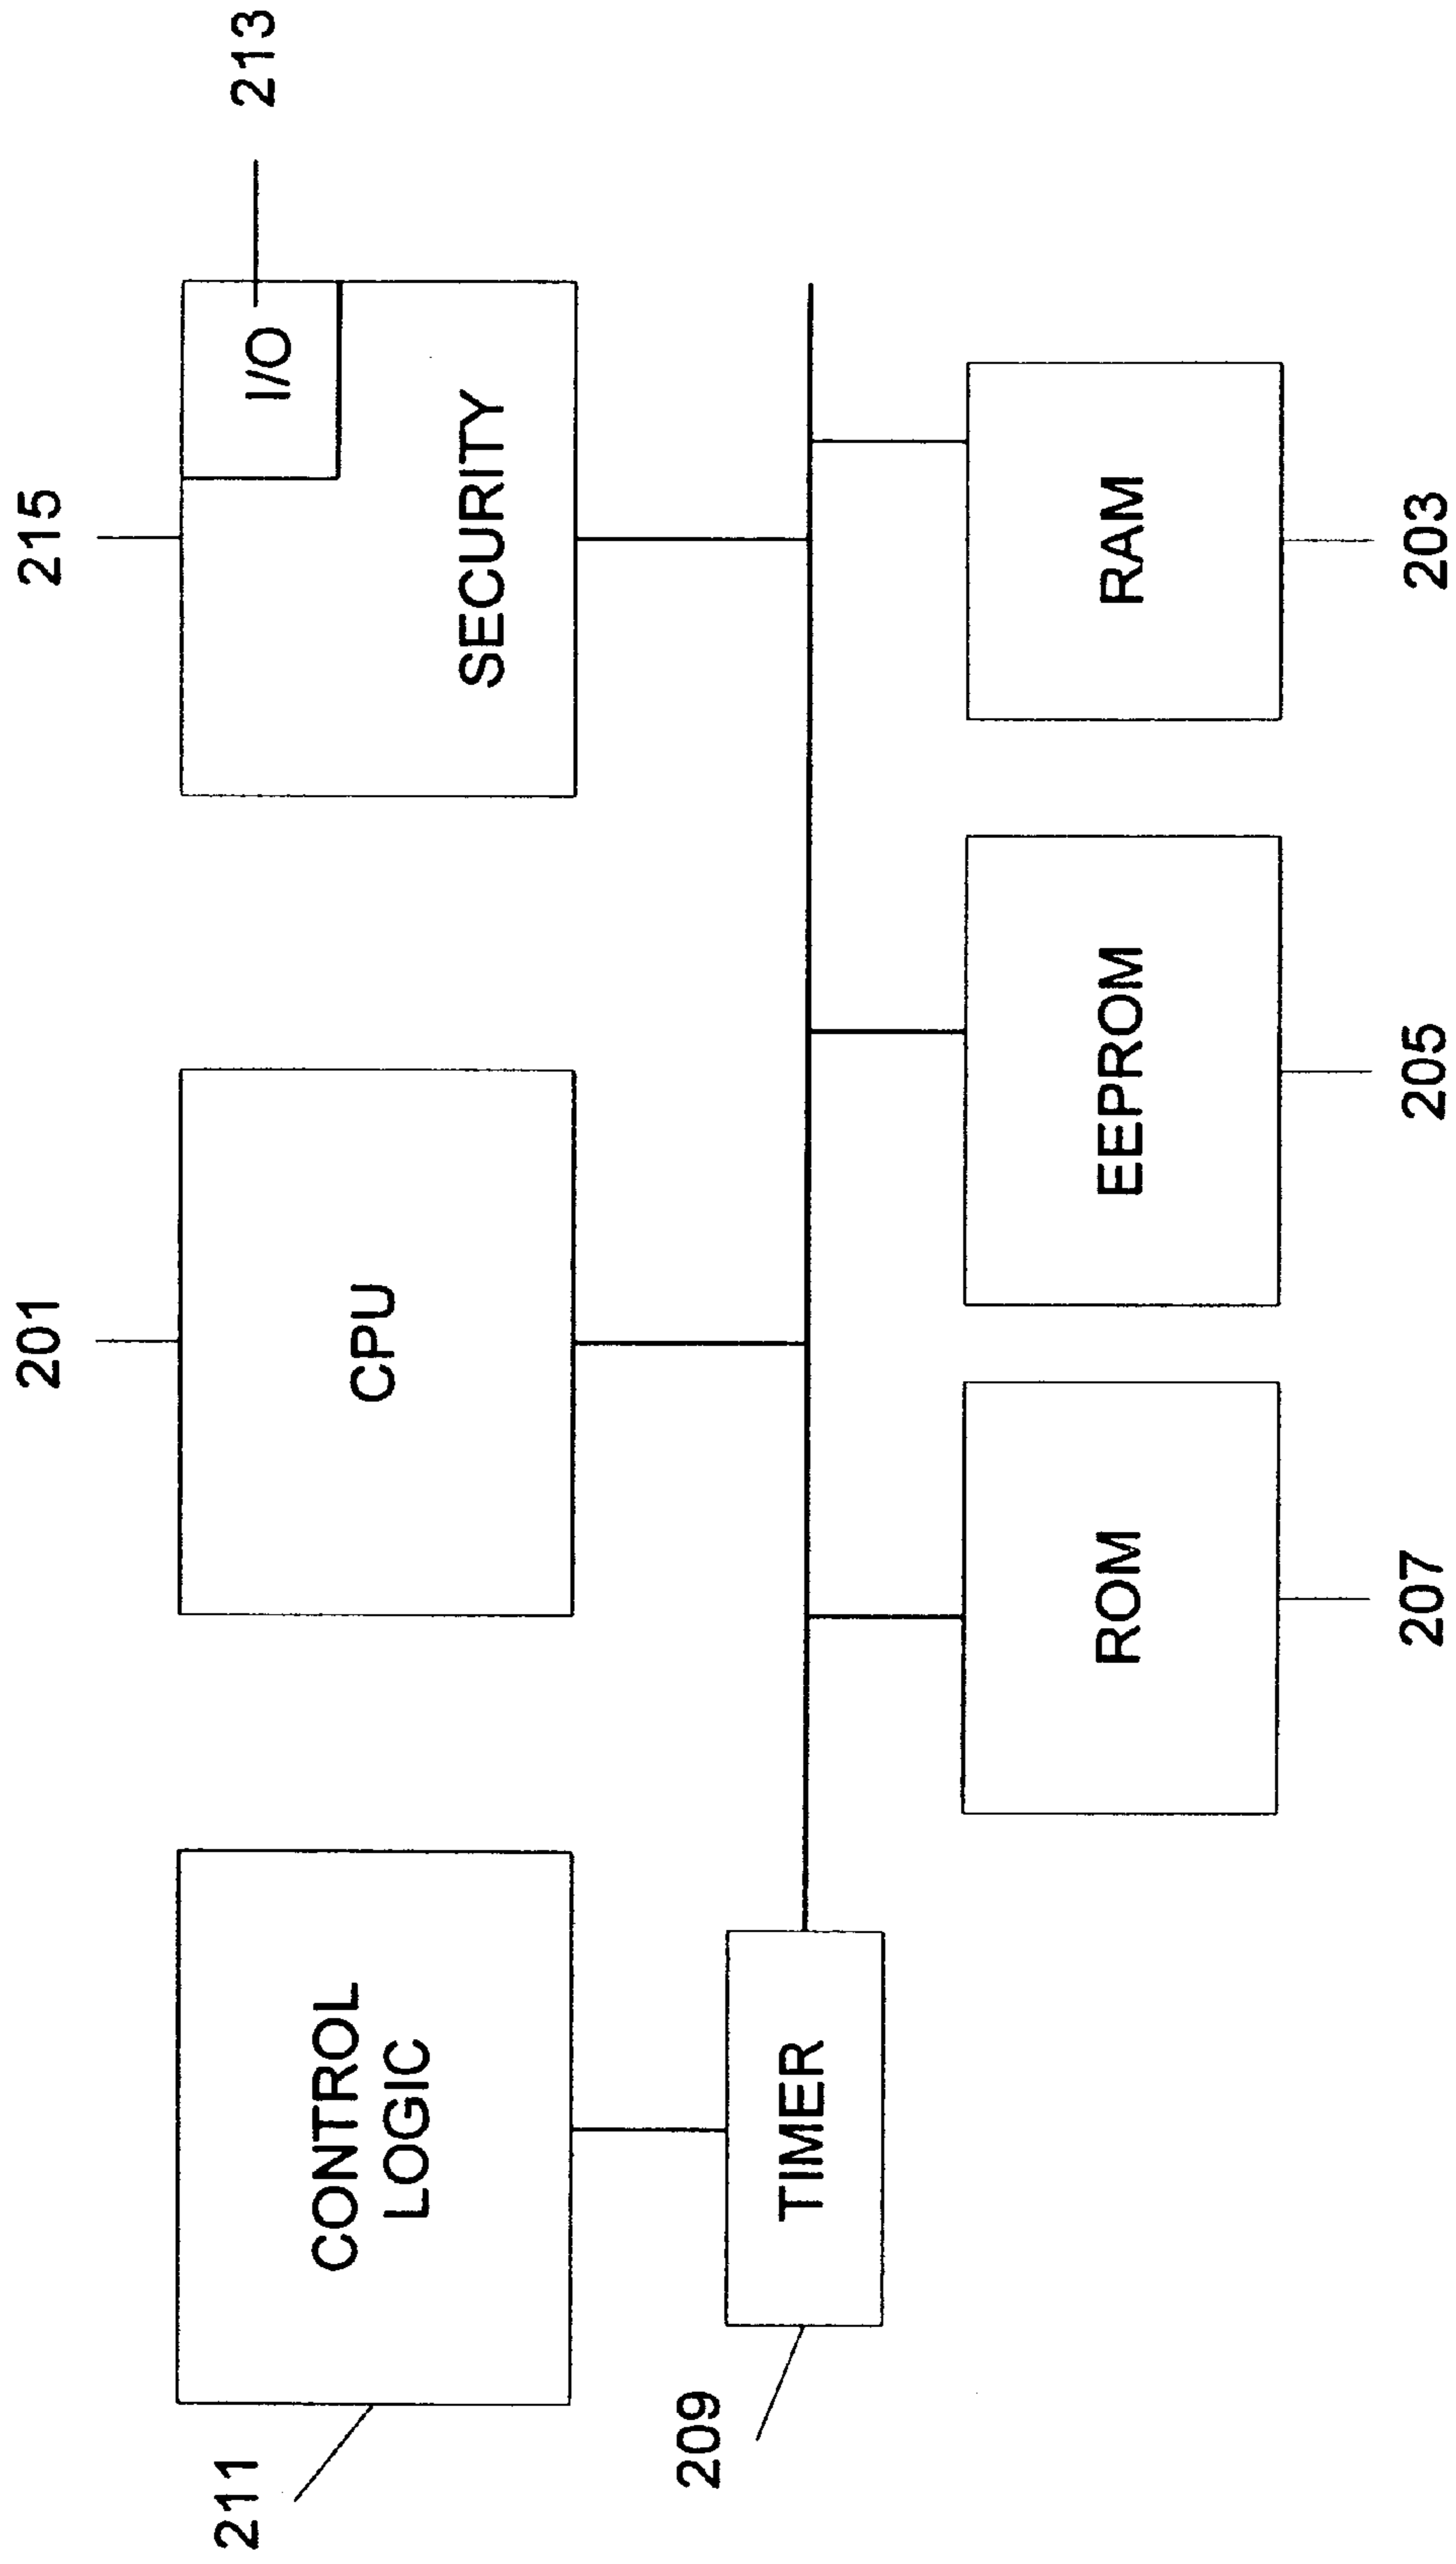 201
215
213
211
CONTROL
LOGIC
CPU
SECURITY
I/O
209
TIMER
ROM
EEPROM
RAM
207
205
203